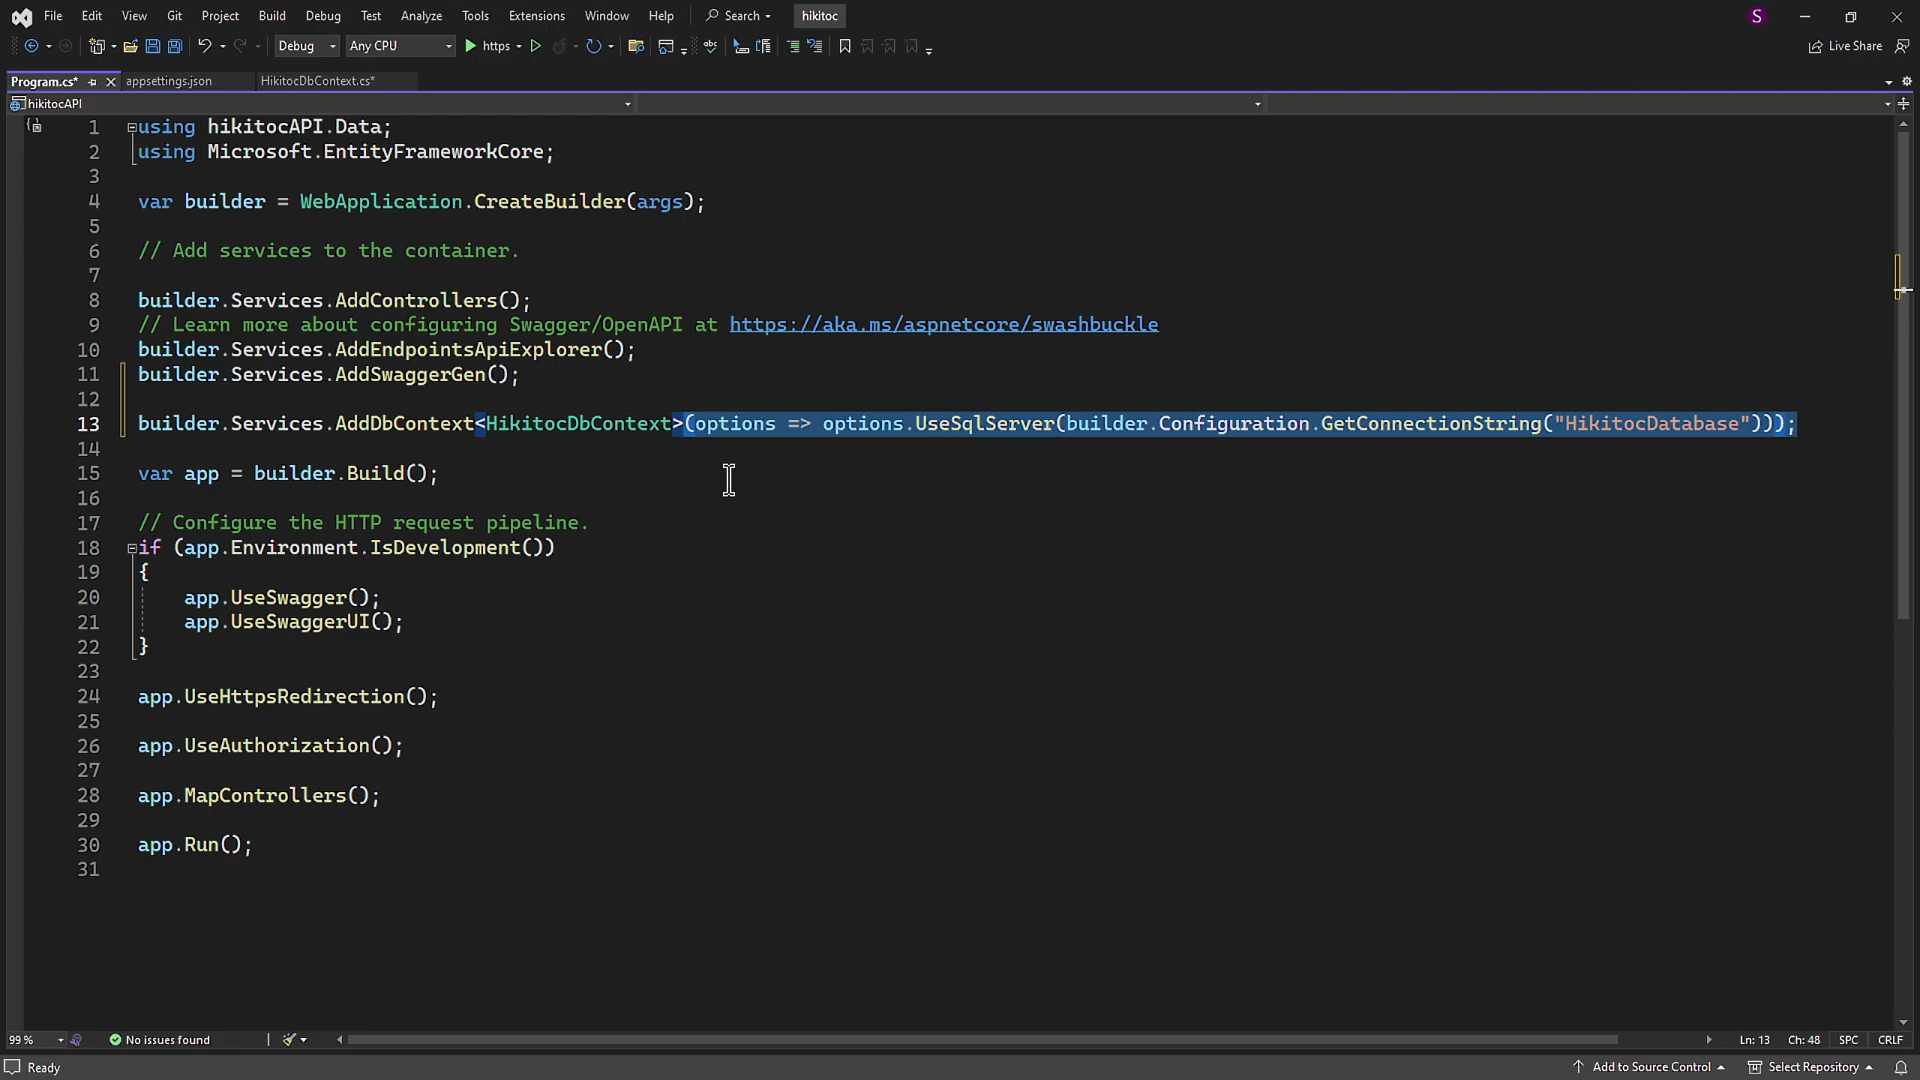 File Edit View Git Project Build Debug Test Analyze Tools Extensions Window Help Search hikitoc S
Debug Any CPU https Live Share
Program.cs* appsettings.json HikitocDbContext.cs*
hikitocAPI
1 using hikitocAPI.Data;
2 using Microsoft.EntityFrameworkCore;
3
4 var builder = WebApplication.CreateBuilder(args);
5
6 // Add services to the container.
7
8 builder.Services.AddControllers();
9 // Learn more about configuring Swagger/OpenAPI at https://aka.ms/aspnetcore/swashbuckle
10 builder.Services.AddEndpointsApiExplorer();
11 builder.Services.AddSwaggerGen();
12
13 builder.Services.AddDbContext<HikitocDbContext>(options => options.UseSqlServer(builder.Configuration.GetConnectionString("HikitocDatabase")));
14
15 var app = builder.Build();
16
17 // Configure the HTTP request pipeline.
18 if (app.Environment.IsDevelopment())
19 {
20 app.UseSwagger();
21 app.UseSwaggerUI();
22 }
23
24 app.UseHttpsRedirection();
25
26 app.UseAuthorization();
27
28 app.MapControllers();
29
30 app.Run();
31
99 % No issues found Ln: 13 Ch: 48 SPC CRLF
Ready Add to Source Control Select Repository